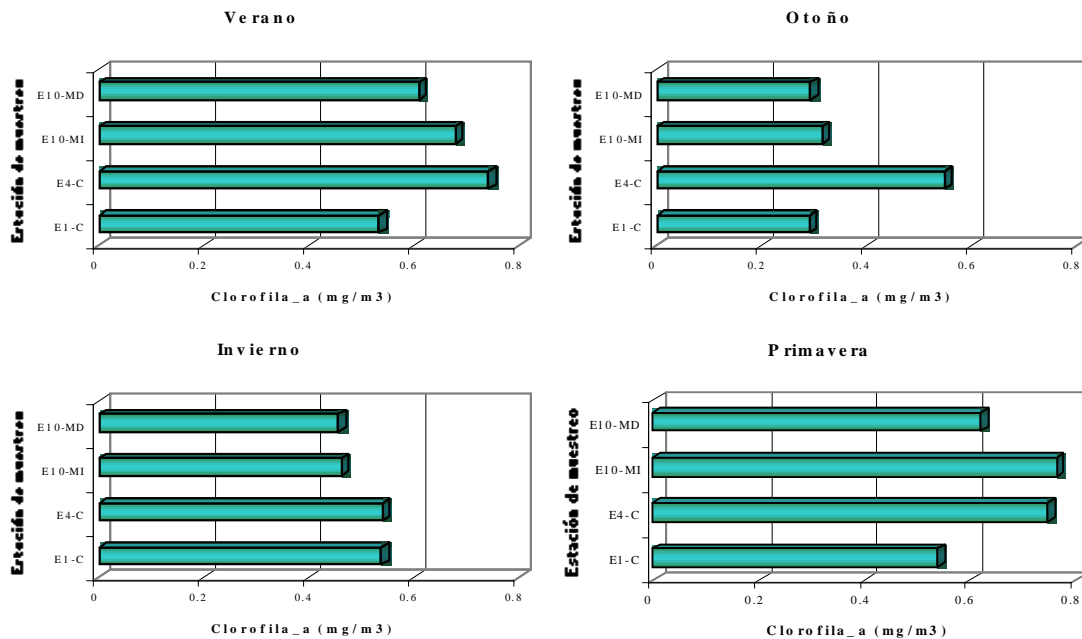 Verano
Estación de muestreo
E10-MD
E10-MI
E4-C
E1-C
0 0.2 0.4 0.6 0.8
Clorofila_a (mg/m3)
Otoño
Estación de muestreo
E10-MD
E10-MI
E4-C
E1-C
0 0.2 0.4 0.6 0.8
Clorofila_a (mg/m3)
Invierno
Estación de muestreo
E10-MD
E10-MI
E4-C
E1-C
0 0.2 0.4 0.6 0.8
Clorofila_a (mg/m3)
Primavera
Estación de muestreo
E10-MD
E10-MI
E4-C
E1-C
0 0.2 0.4 0.6 0.8
Clorofila_a (mg/m3)